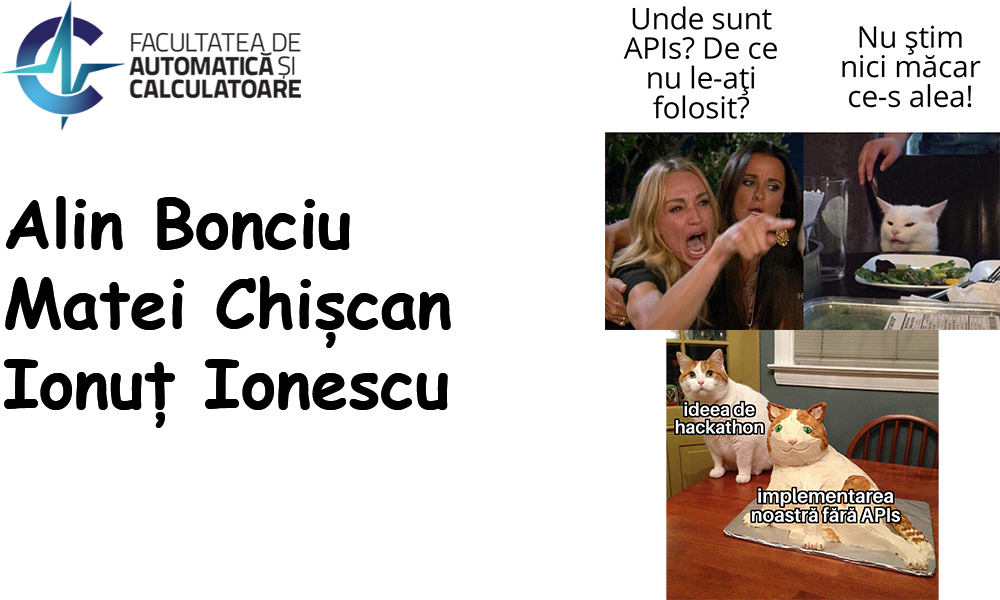 FACULTATEA DE
AUTOMATICĂ ȘI
CALCULATOARE
Alin Bonciu
Matei Chișcan
Ionuț Ionescu
Unde sunt
APIs? De ce
nu le-aţi
folosit?
Nu ştim
nici măcar
ce-s alea!
ideea de
hackathon
implementarea
noastră fără APIs